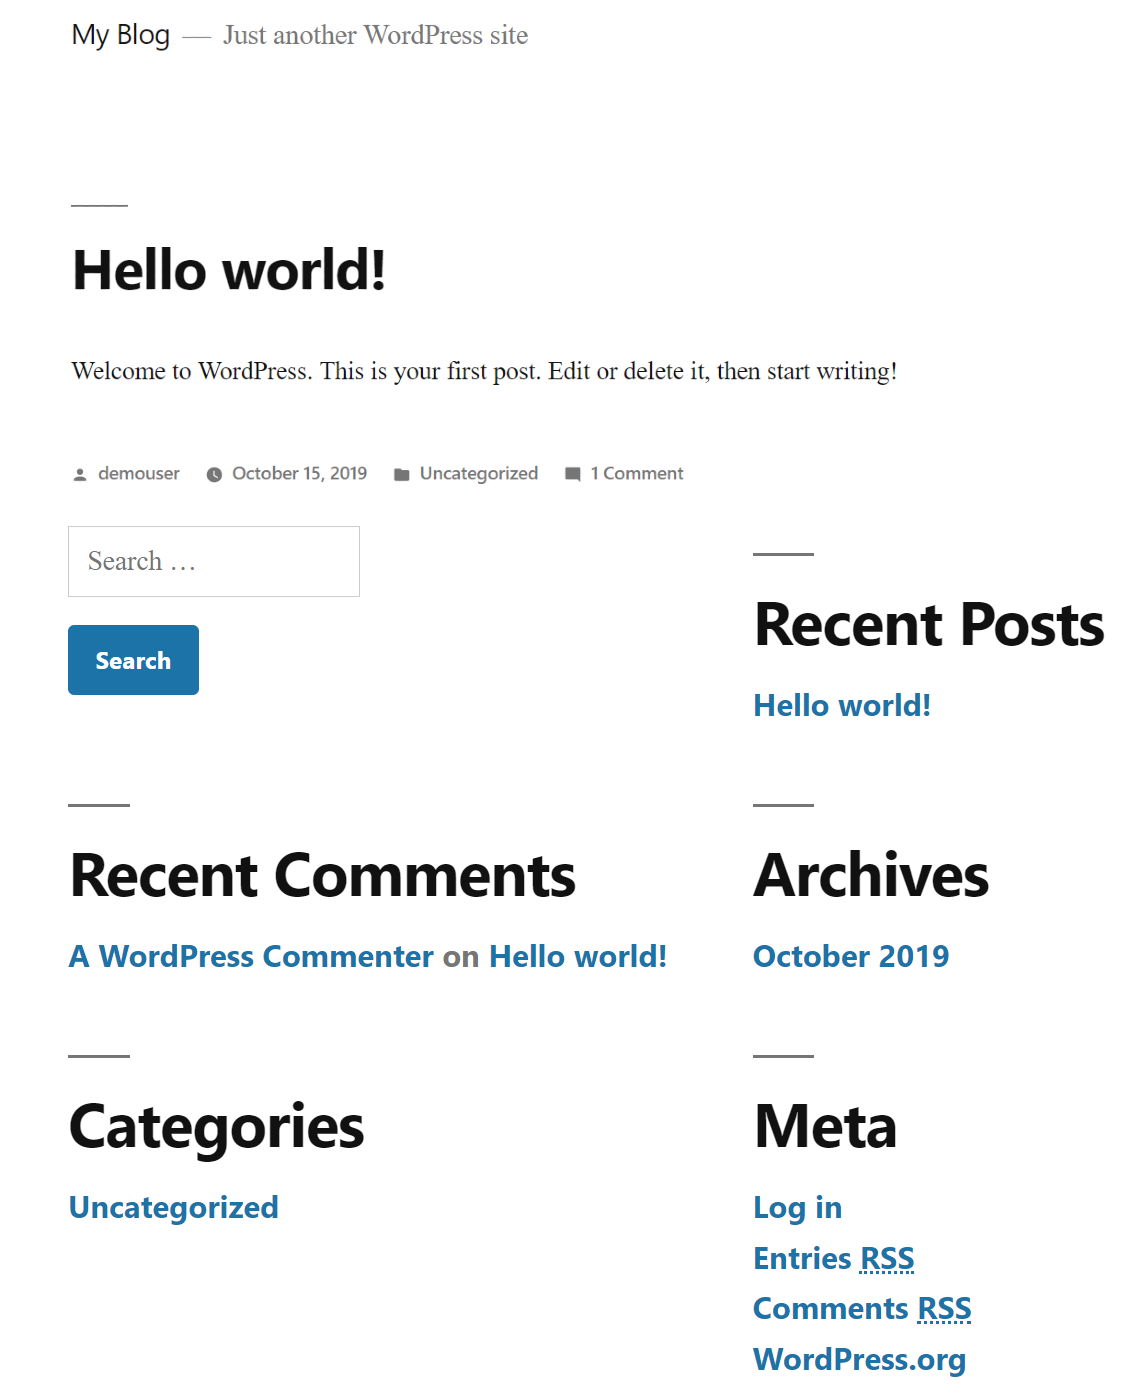 My Blog — Just another WordPress site
Hello world!
Welcome to WordPress. This is your first post. Edit or delete it, then start writing!
demouser October 15, 2019 Uncategorized 1 Comment
Search …
Search
Recent Posts
Hello world!
Recent Comments
A WordPress Commenter on Hello world!
Archives
October 2019
Categories
Uncategorized
Meta
Log in
Entries RSS
Comments RSS
WordPress.org